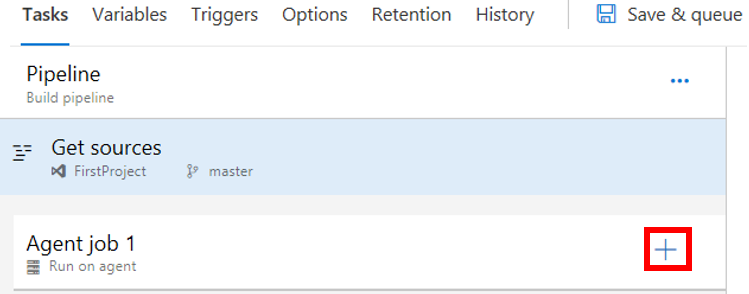 Tasks Variables Triggers Options Retention History Save & queue
Pipeline
Build pipeline
Get sources
FirstProject master
Agent job 1
Run on agent